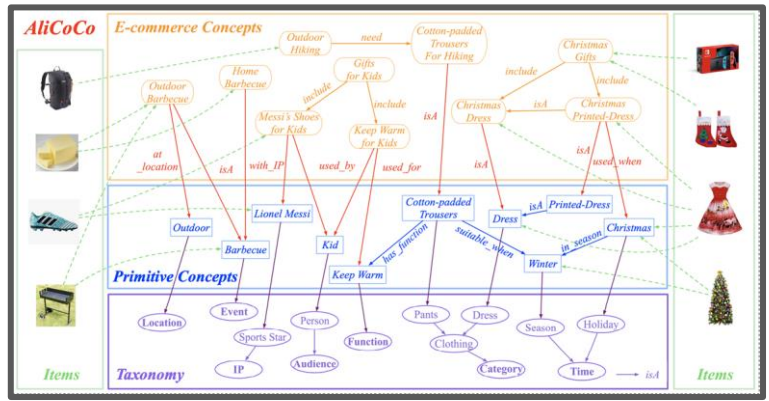 AliCoCo
E-commerce Concepts
Outdoor
Hiking
need
Cotton-padded
Trousers
For Hiking
Christmas
Gifts
Outdoor
Barbecue
Home
Barbecue
Gifts
for Kids
include
include
Messi's Shoes
for Kids
Keep Warm
for Kids
isA
include
include
Christmas
Dress
isA
Christmas
Printed-Dress
at
_location
isA
with_IP
used_by
used_for
isA
isA
used_when
Outdoor
Barbecue
Lionel Messi
Kid
Keep Warm
Cotton-padded
Trousers
has_function
suitable_when
Dress
isA
Printed-Dress
Winter
in_season
Christmas
Primitive Concepts
Location
Event
Sports Star
IP
Person
Audience
Function
Pants
Dress
Clothing
Category
Season
Holiday
Time
isA
Taxonomy
Items
Items